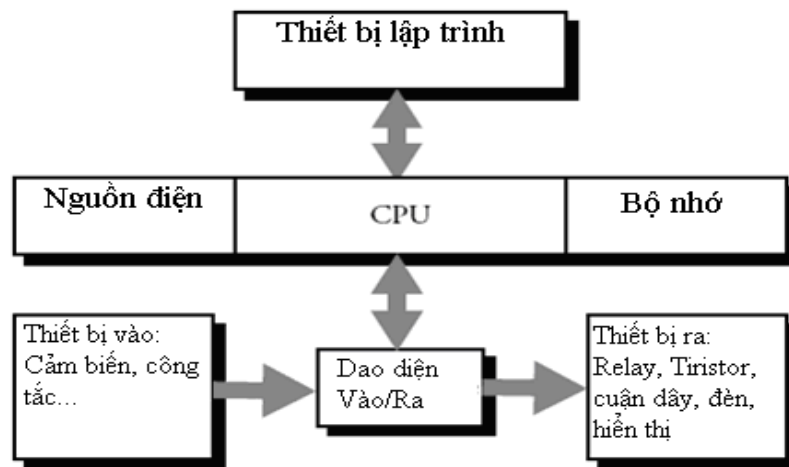 Thiết bị lập trình
Nguồn điện
CPU
Bộ nhớ
Thiết bị vào:
Cảm biến, công
tắc...
Dao diện
Vào/Ra
Thiết bị ra:
Relay, Tiristor,
cuận dây, đèn,
hiển thị